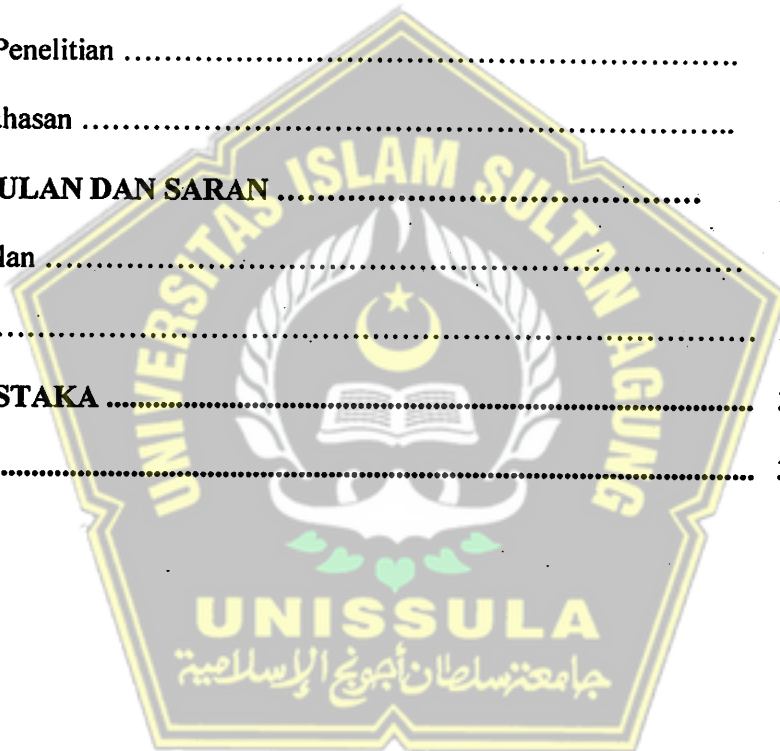 Penelitian ........................................................................
hasan ........................................................................
ULAN DAN SARAN ........................................................
lan ........................................................................
........................................................................
STAKA ........................................................................
........................................................................
UNIVERSITAS ISLAM SULTAN AGUNG
UNISSULA
جامعة سلطان أجونج الإسلامية